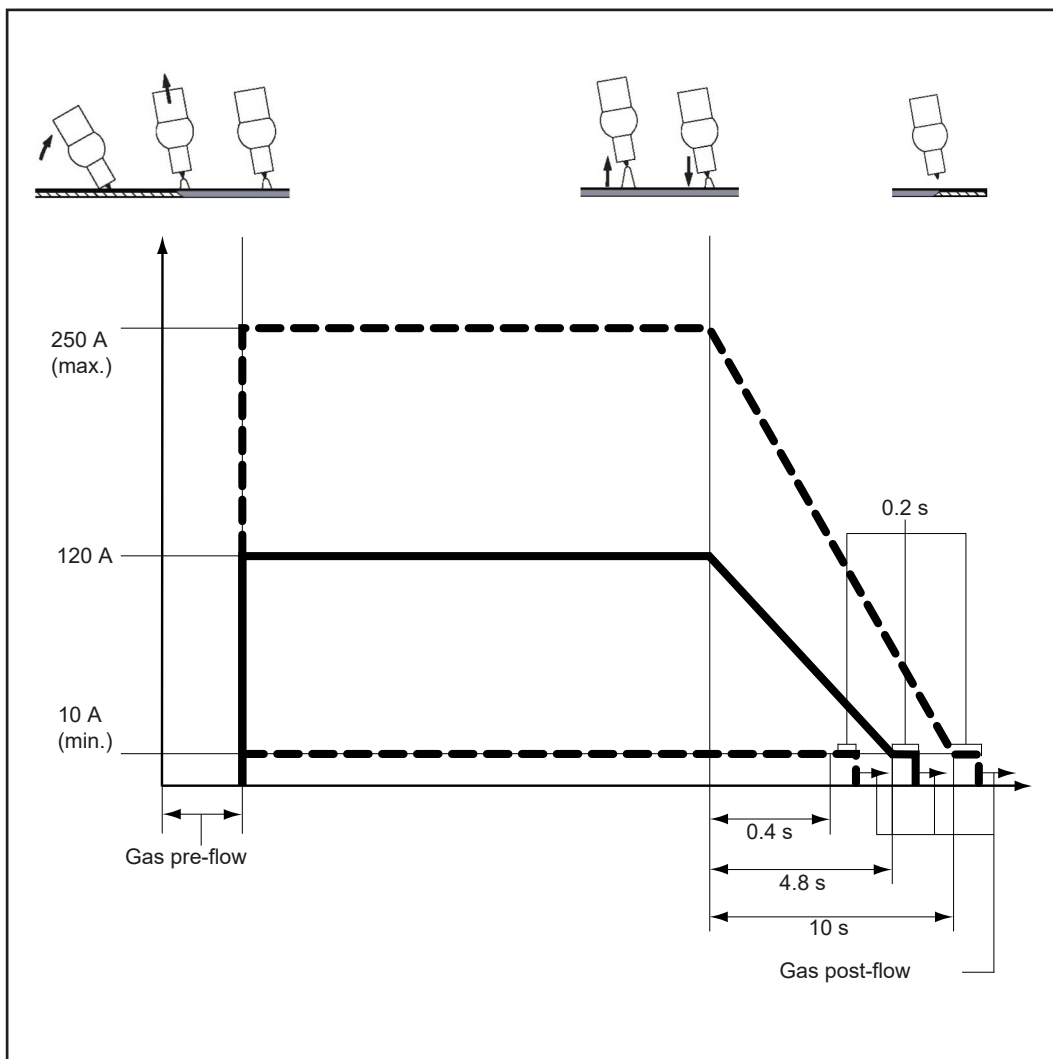 250 A
(max.)
0.2 s
120 A
10 A
(min.)
0.4 s
Gas pre-flow
4.8 s
10 s
Gas post-flow